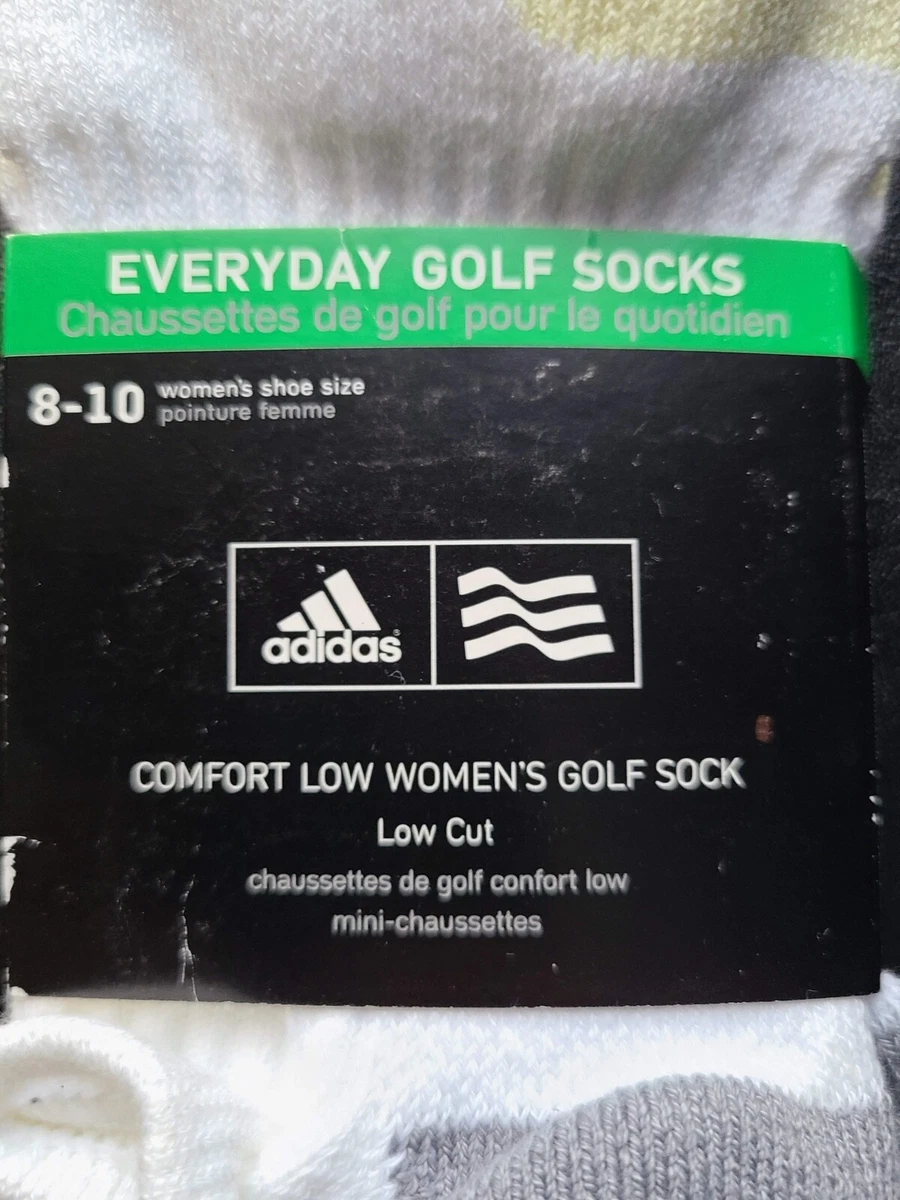 EVERYDAY GOLF SOCKS
Chaussettes de golf pour le quotidien
8-10 women's shoe size
pointure femme
adidas®
COMFORT LOW WOMEN'S GOLF SOCK
Low Cut
chaussettes de golf confort low
mini-chaussettes